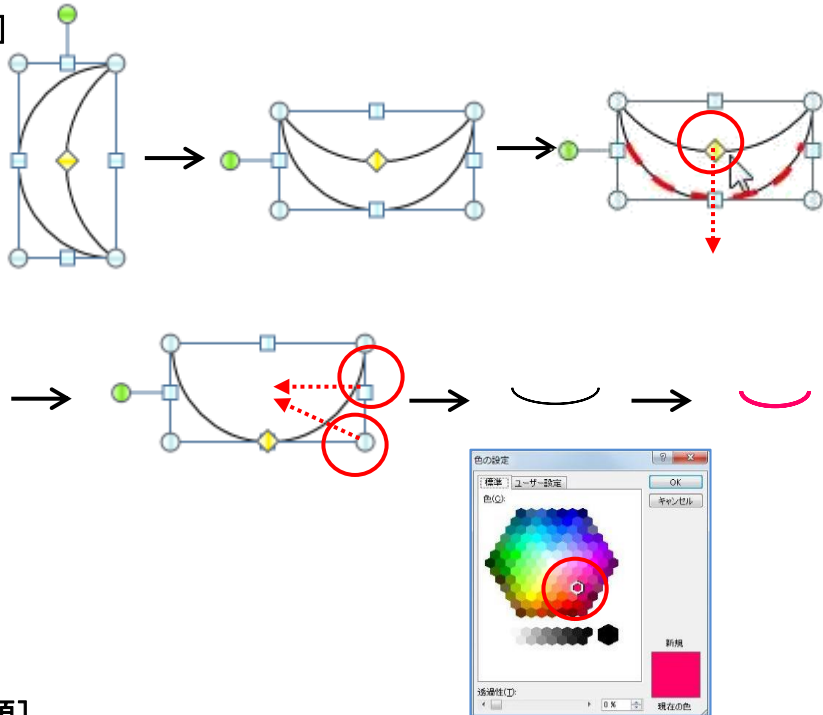 ]
色の設定
標準 ユーザー設定
OK
キャンセル
色(C):
新規
透過性(T):
0 %
現在の色